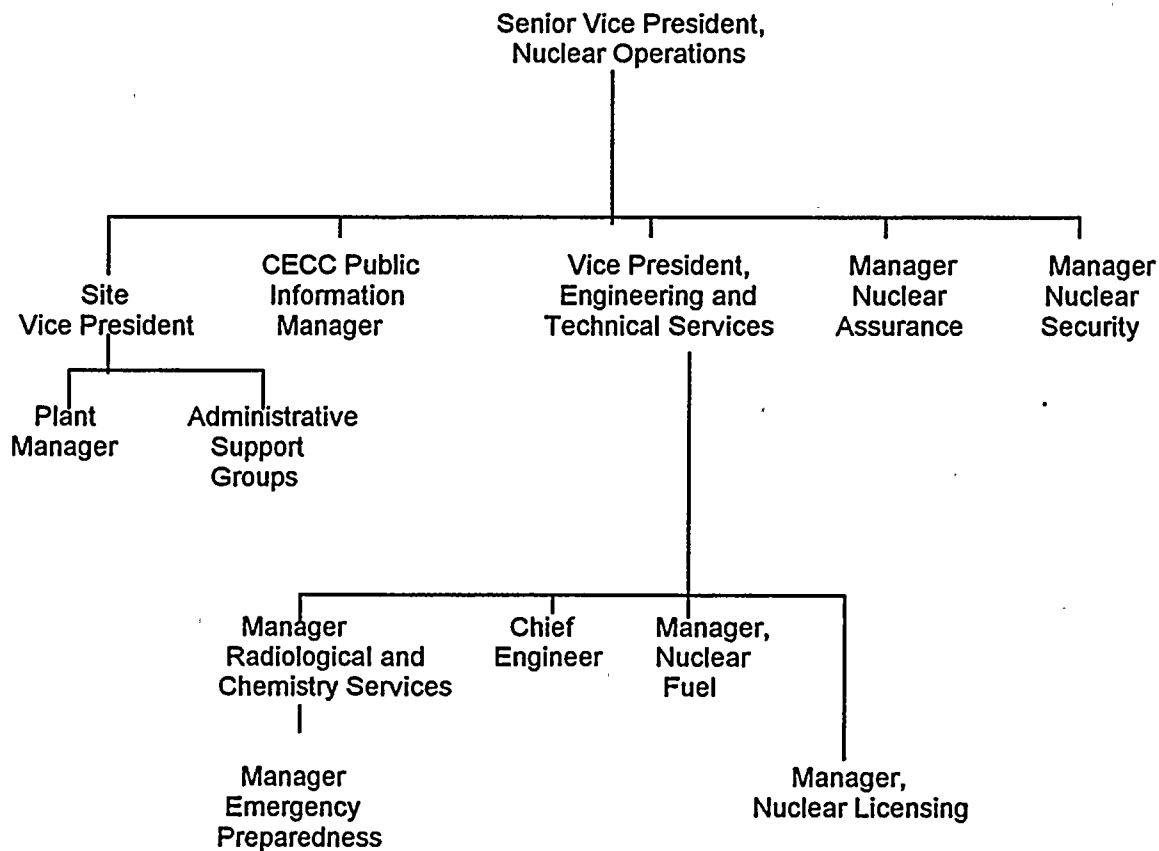 Senior Vice President,
Nuclear Operations
Site
Vice President
CECC Public
Information
Manager
Vice President,
Engineering and
Technical Services
Manager
Nuclear
Assurance
Manager
Nuclear
Security
Plant
Manager
Administrative
Support
Groups
Manager
Radiological and
Chemistry Services
Chief
Engineer
Manager,
Nuclear
Fuel
Manager
Emergency
Preparedness
Manager,
Nuclear Licensing